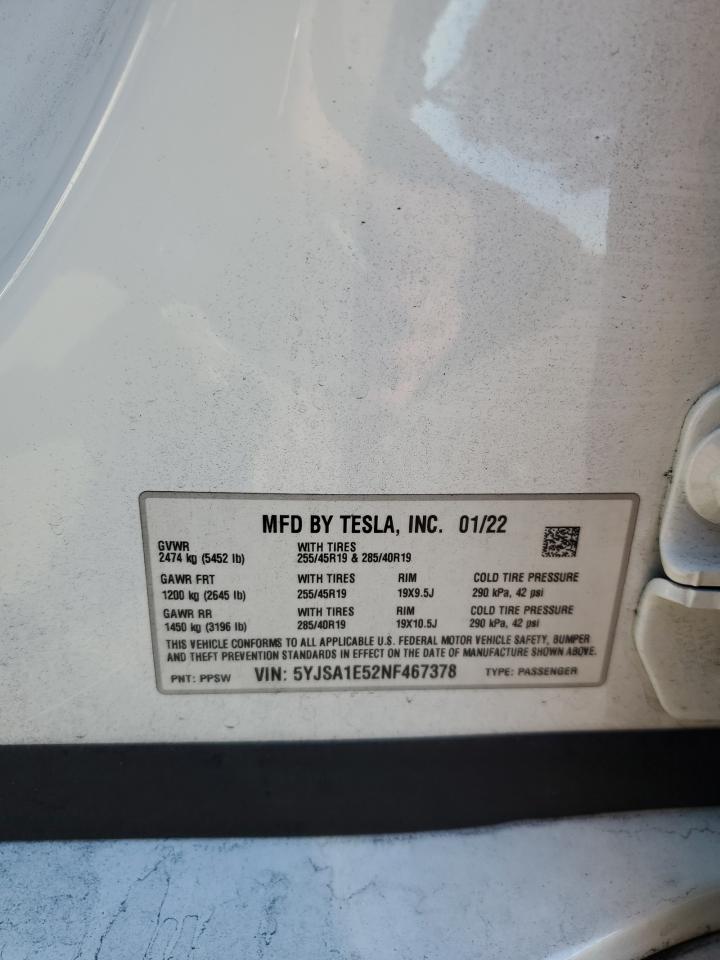 MFD BY TESLA, INC. 01/22
GVWR WITH TIRES
2474 kg (5452 lb) 255/45R19 & 285/40R19
GAWR FRT WITH TIRES RIM COLD TIRE PRESSURE
1200 kg (2645 lb) 255/45R19 19X9.5J 290 kPa, 42 psi
GAWR RR WITH TIRES RIM COLD TIRE PRESSURE
1450 kg (3196 lb) 285/40R19 19X10.5J 290 kPa, 42 psi
THIS VEHICLE CONFORMS TO ALL APPLICABLE U.S. FEDERAL MOTOR VEHICLE SAFETY, BUMPER
AND THEFT PREVENTION STANDARDS IN EFFECT ON THE DATE OF MANUFACTURE SHOWN ABOVE.
PNT: PPSW VIN: 5YJSA1E52NF467378 TYPE: PASSENGER